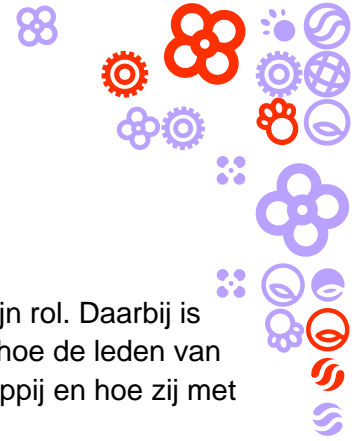 jn rol. Daarbij is
hoe de leden van
ppij en hoe zij met